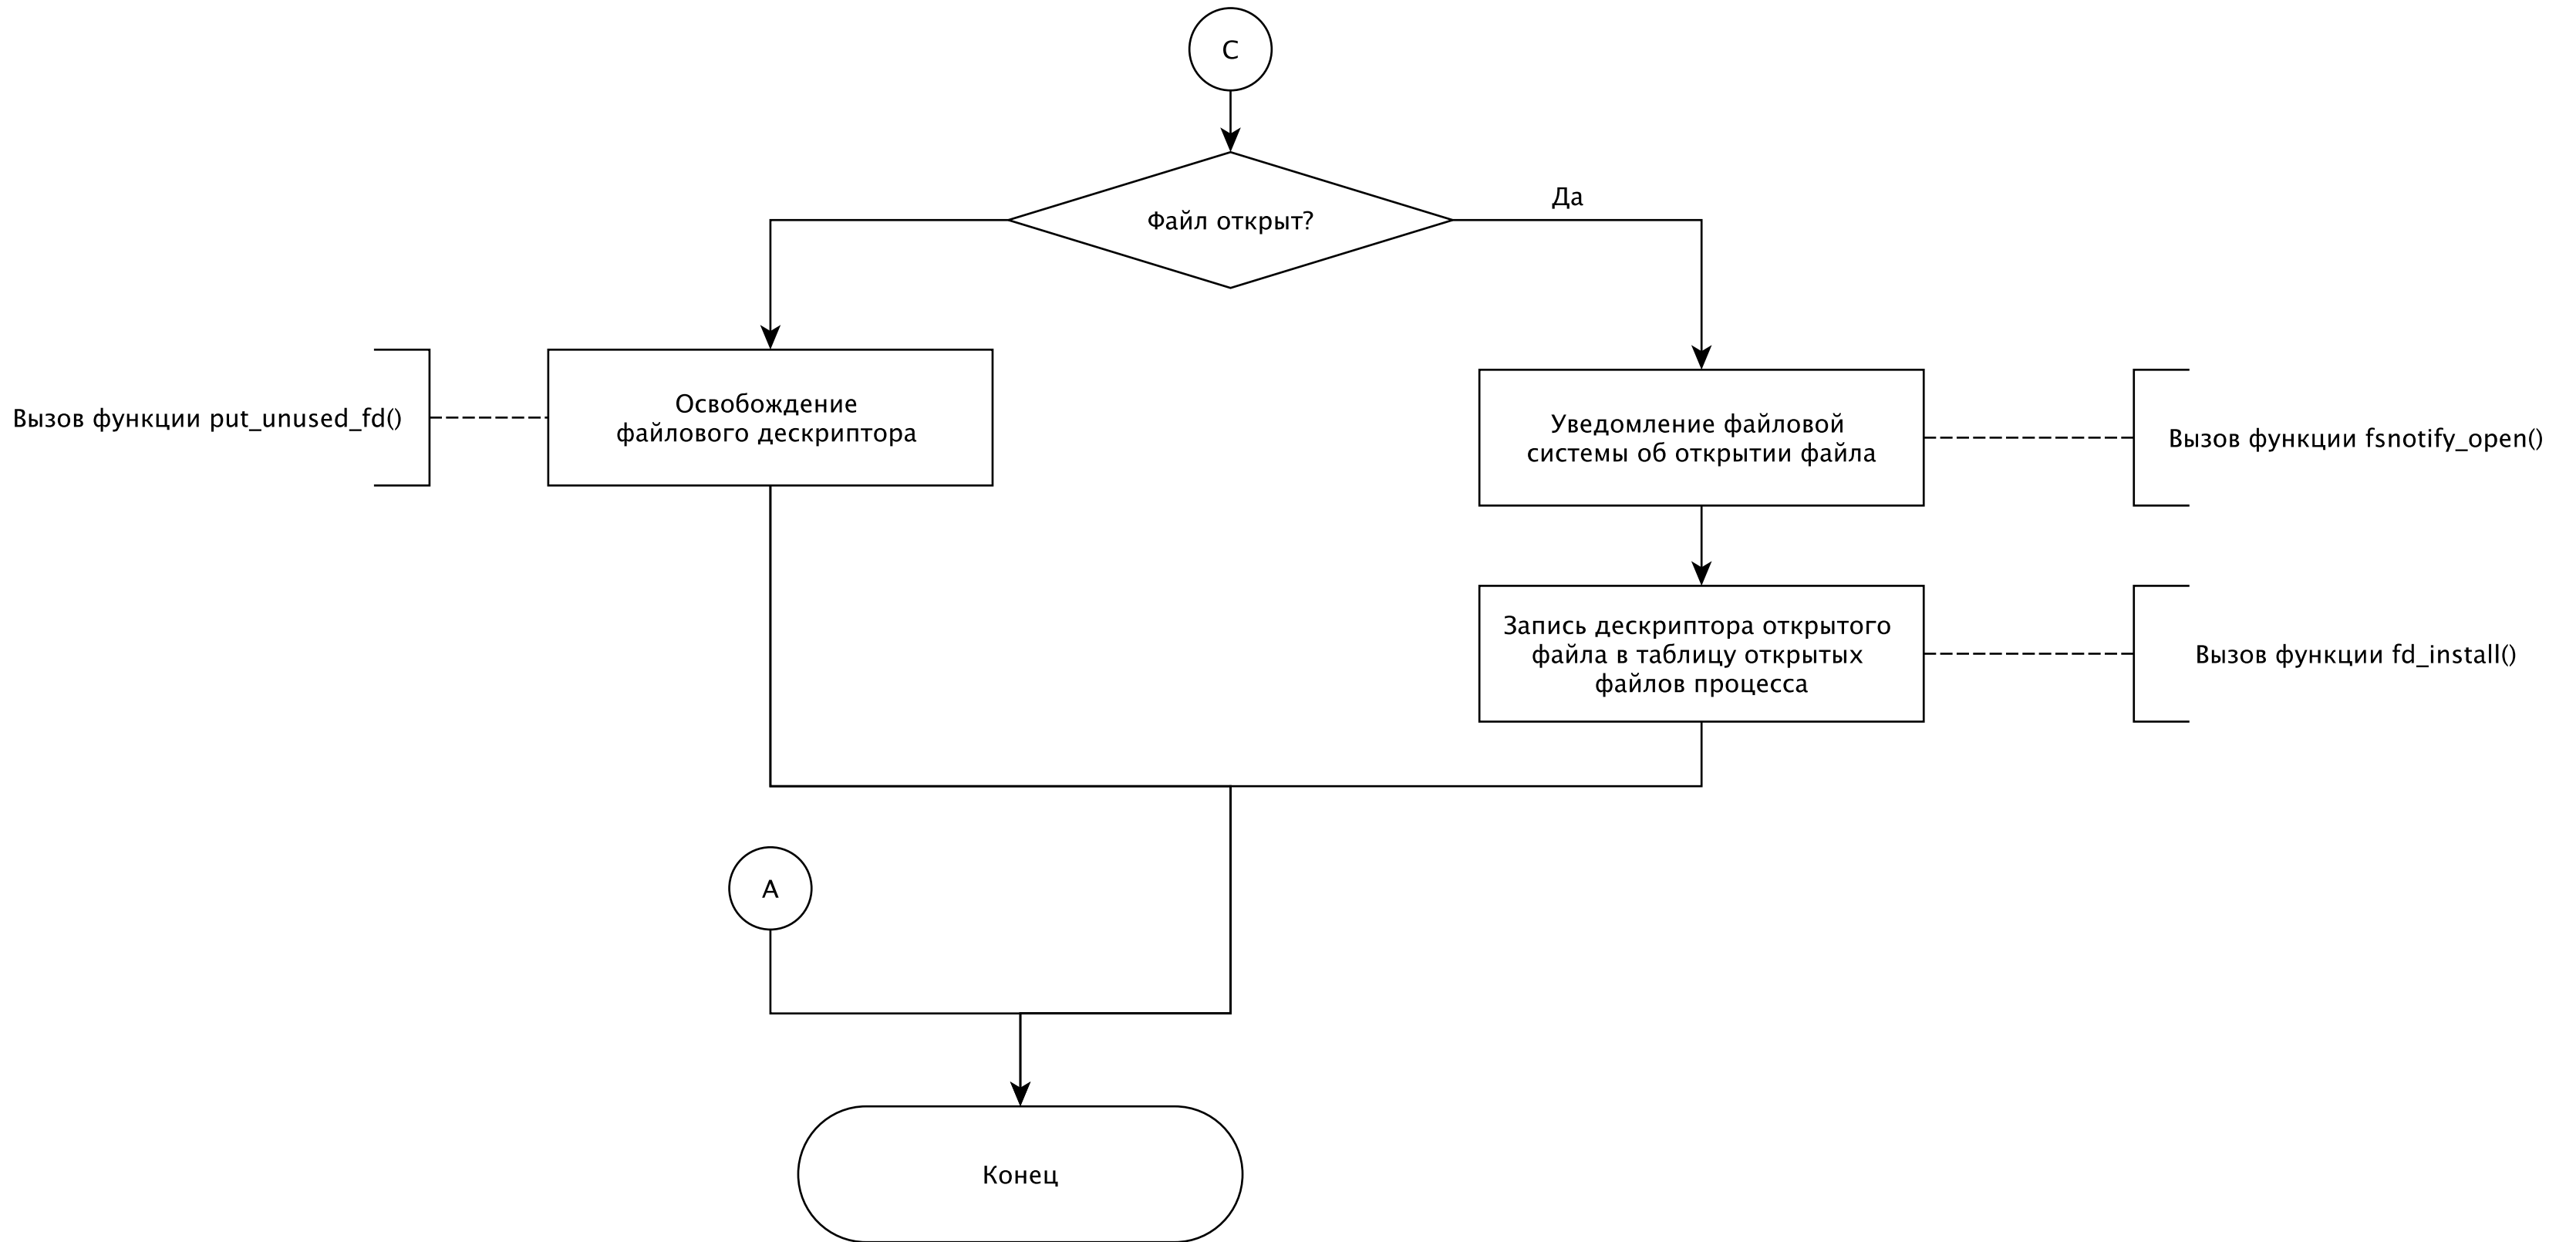 C
Да
Файл открыт?
Вызов функции put_unused_fd()
Освобождение
файлового дескриптора
Уведомление файловой
системы об открытии файла
Вызов функции fsnotify_open()
Запись дескриптора открытого
файла в таблицу открытых
файлов процесса
Вызов функции fd_install()
A
Конец